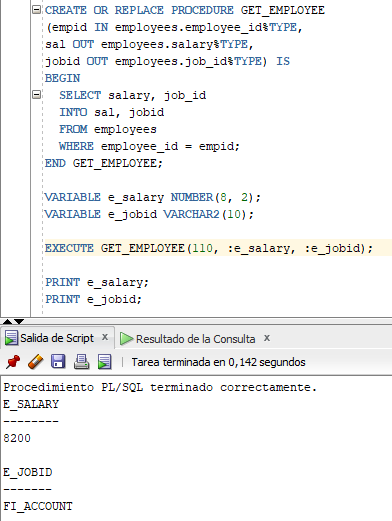 CREATE OR REPLACE PROCEDURE GET_EMPLOYEE
(empid IN employees.employee_id%TYPE,
sal OUT employees.salary%TYPE,
jobid OUT employees.job_id%TYPE) IS
BEGIN
  SELECT salary, job_id
  INTO sal, jobid
  FROM employees
  WHERE employee_id = empid;
END GET_EMPLOYEE;

VARIABLE e_salary NUMBER(8, 2);
VARIABLE e_jobid VARCHAR2(10);

EXECUTE GET_EMPLOYEE(110, :e_salary, :e_jobid);

PRINT e_salary;
PRINT e_jobid;
Salida de Script x Resultado de la Consulta x
Tarea terminada en 0,142 segundos
Procedimiento PL/SQL terminado correctamente.
E_SALARY
--------
8200

E_JOBID
-------
FI_ACCOUNT